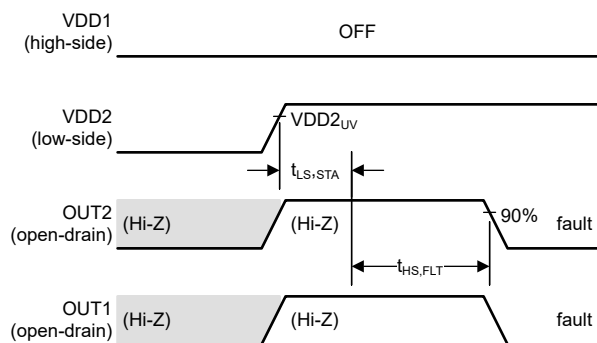 VDD1
(high-side)
OFF
VDD2
(low-side)
VDD2UV
tLS,STA
OUT2
(open-drain)
(Hi-Z)
(Hi-Z)
90%
fault
tHS,FLT
OUT1
(open-drain)
(Hi-Z)
(Hi-Z)
fault